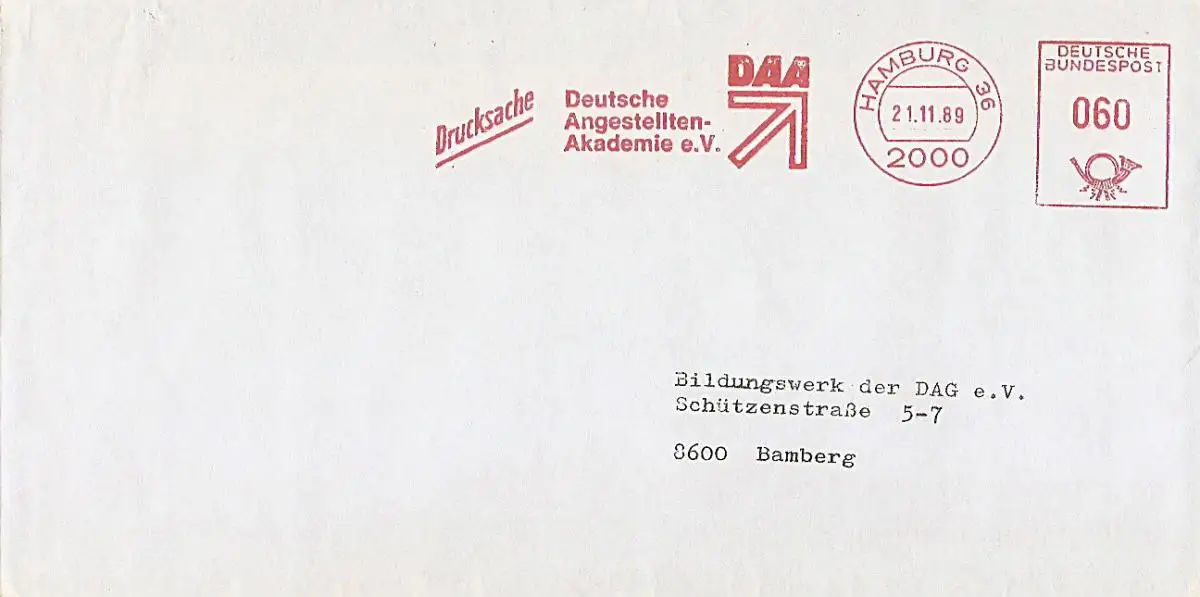 Drucksache
Deutsche
Angestellten-
Akademie e.V.
DAA
HAMBURG 36
21.11.89
2000
DEUTSCHE
BUNDESPOST
060
Bildungswerk der DAG e.V.
Schützenstraße 5-7
8600 Bamberg